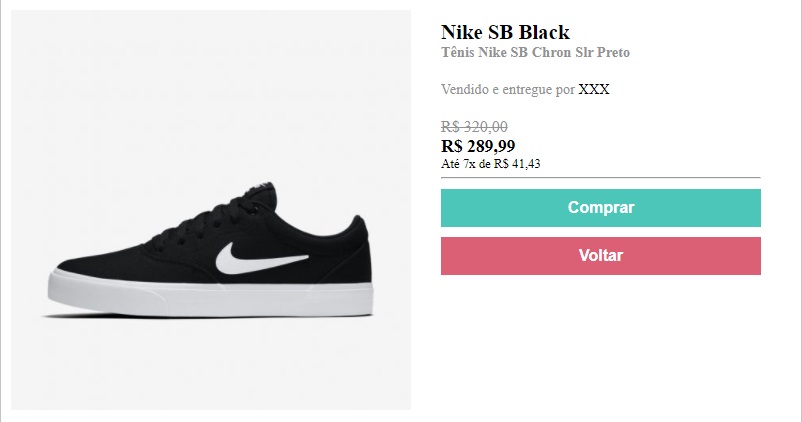 Nike SB Black
Tênis Nike SB Chron Slr Preto
Vendido e entregue por XXX
R$ 320,00
R$ 289,99
Até 7x de R$ 41,43
Comprar
Voltar